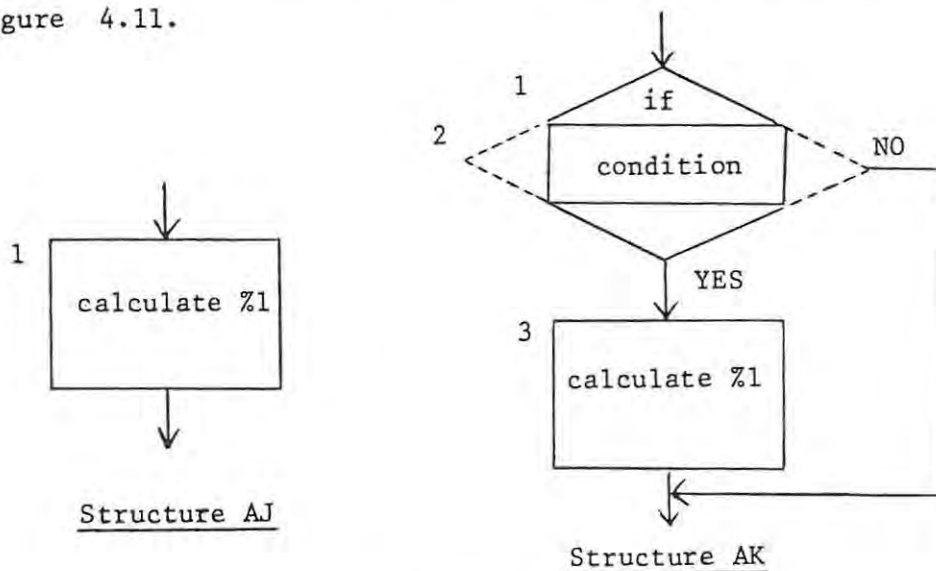 gure 4.11.
1
if
2
condition
NO
1
calculate %1
YES
3
calculate %1
Structure AJ
Structure AK